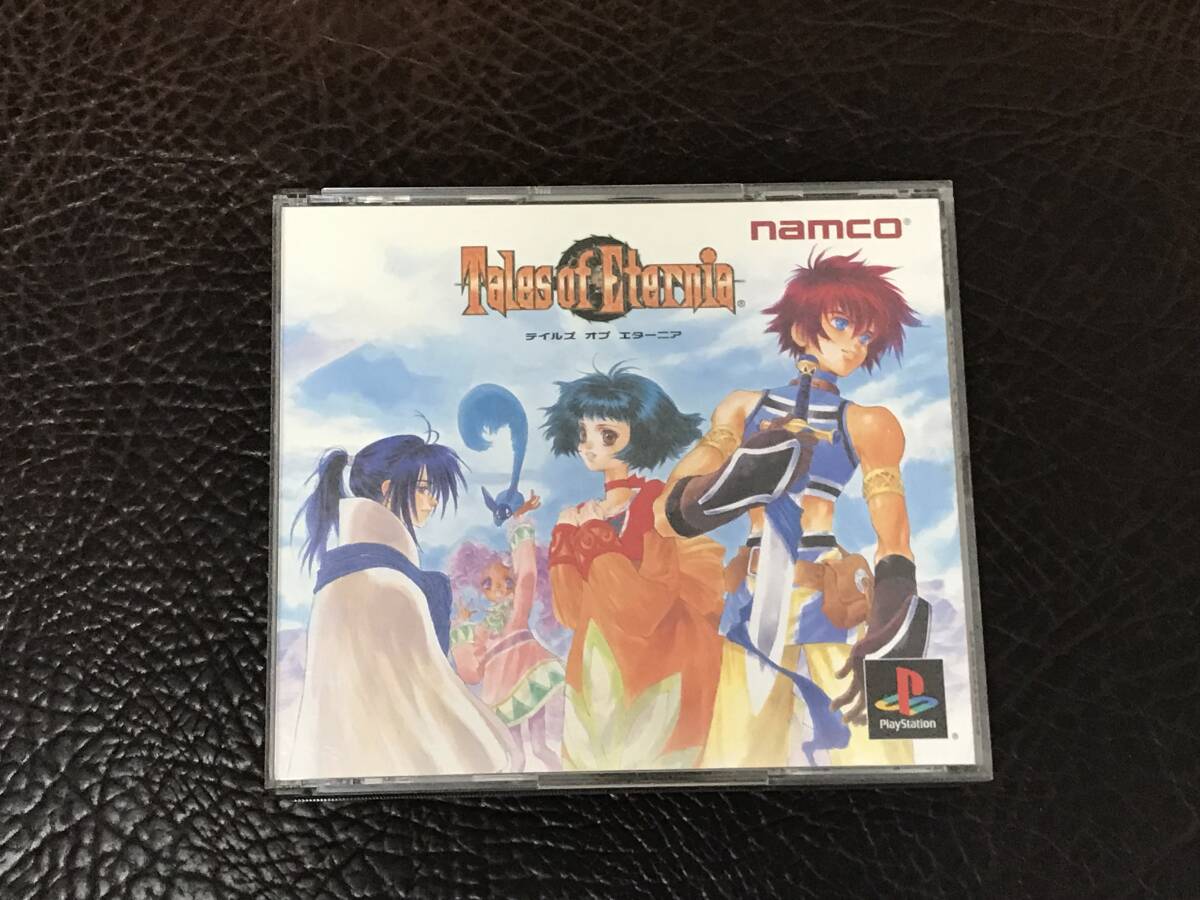 namco®
Tales of Eternia®
テイルズ オブ エターニア
PlayStation
®